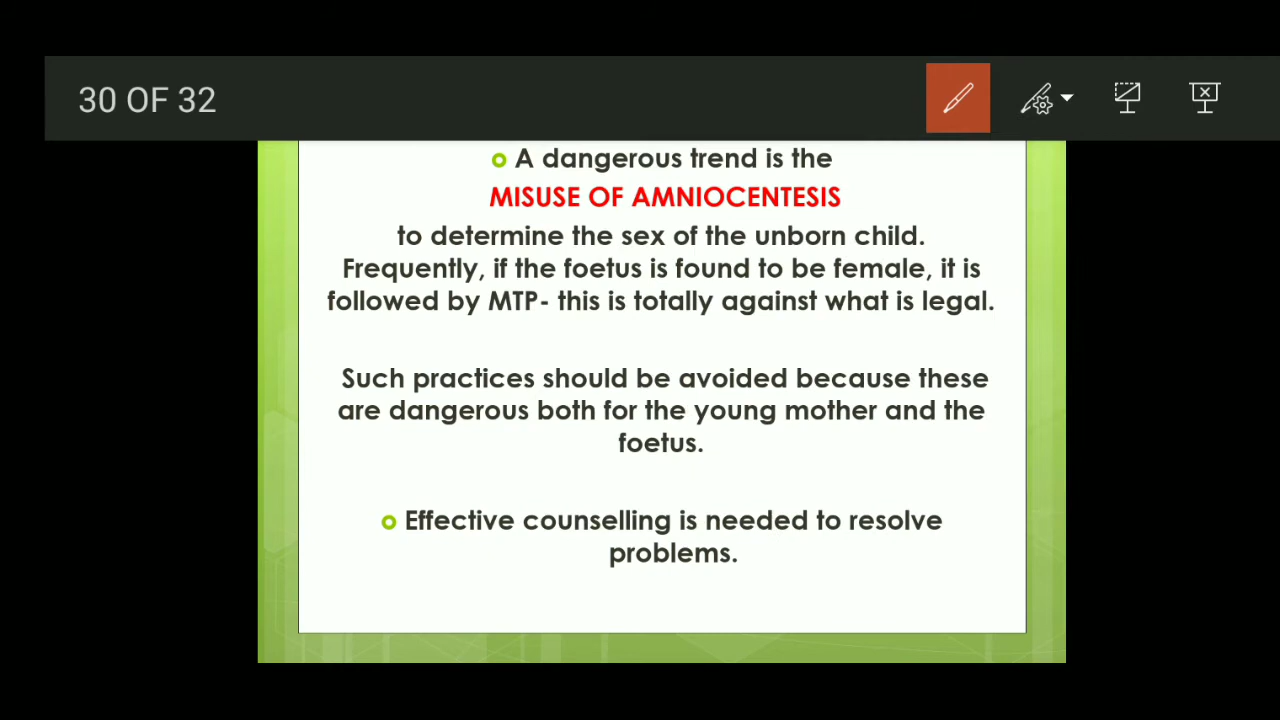 30 OF 32
A dangerous trend is the
MISUSE OF AMNIOCENTESIS
to determine the sex of the unborn child.
Frequently, if the foetus is found to be female, it is
followed by MTP- this is totally against what is legal.
Such practices should be avoided because these
are dangerous both for the young mother and the
foetus.
Effective counselling is needed to resolve
problems.